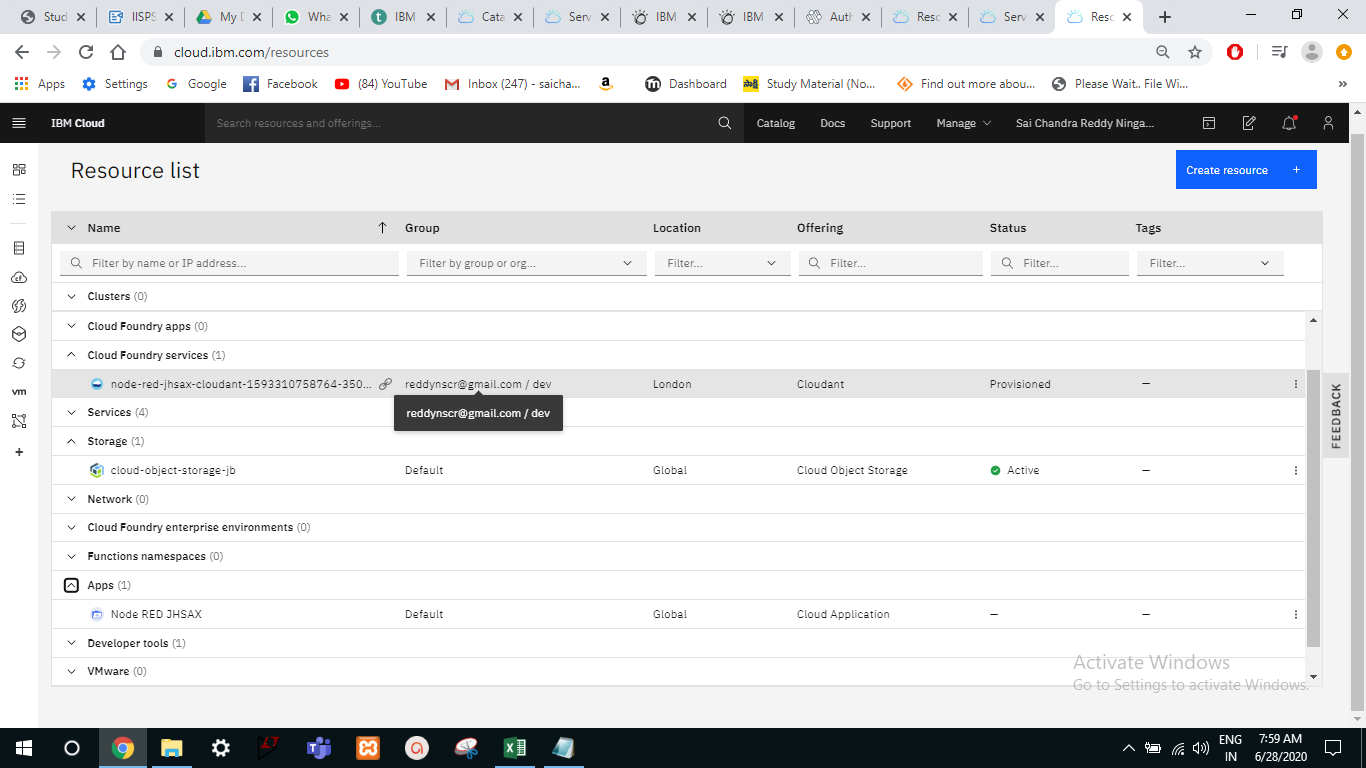 Stud
IISPS
My D
Wha
IBM
Cata
Serv
IBM
IBM
Auth
Reso
Serv
Reso
cloud.ibm.com/resources
Apps
Settings
Google
Facebook
(84) YouTube
Inbox (247) - saicha...
Dashboard
Study Material (No...
Find out more abou...
Please Wait.. File Wi...
»
IBM Cloud
Search resources and offerings...
Catalog
Docs
Support
Manage
Sai Chandra Reddy Ninga...
Resource list
Create resource +
Name
Group
Location
Offering
Status
Tags
Filter by name or IP address...
Filter by group or org...
Filter...
Filter...
Filter...
Filter...
Clusters (0)
Cloud Foundry apps (0)
Cloud Foundry services (1)
node-red-jhsax-cloudant-1593310758764-350... reddynscr@gmail.com / dev London Cloudant Provisioned —
reddynscr@gmail.com / dev
Services (4)
Storage (1)
cloud-object-storage-jb Default Global Cloud Object Storage Active —
Network (0)
Cloud Foundry enterprise environments (0)
Functions namespaces (0)
Apps (1)
Node RED JHSAX Default Global Cloud Application — —
Developer tools (1)
VMware (0)
vm
FEEDBACK
Activate Windows
Go to Settings to activate Windows.
ENG
IN
7:59 AM
6/28/2020